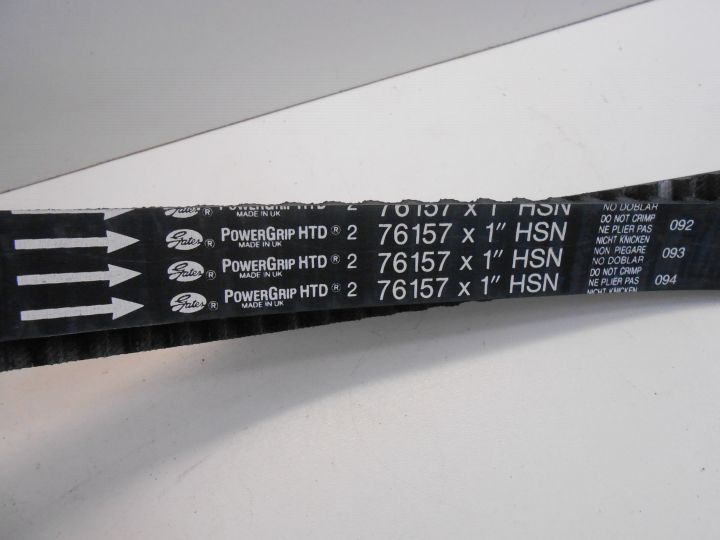 Gates ® POWERGRIP HTD 2 76157 x 1" HSN
MADE IN UK
Gates ® POWERGRIP HTD ® 2 76157 x 1" HSN
MADE IN UK
Gates ® POWERGRIP HTD ® 2 76157 x 1" HSN
MADE IN UK
Gates ® POWERGRIP HTD ® 2 76157 x 1" HSN
MADE IN UK
NO DOBLAR
DO NOT CRIMP
NE PLIER PAS 092
NICHT KNICKEN
NON PIEGARE
NO DOBLAR 093
DO NOT CRIMP
NE PLIER PAS 094
NICHT KNICKEN